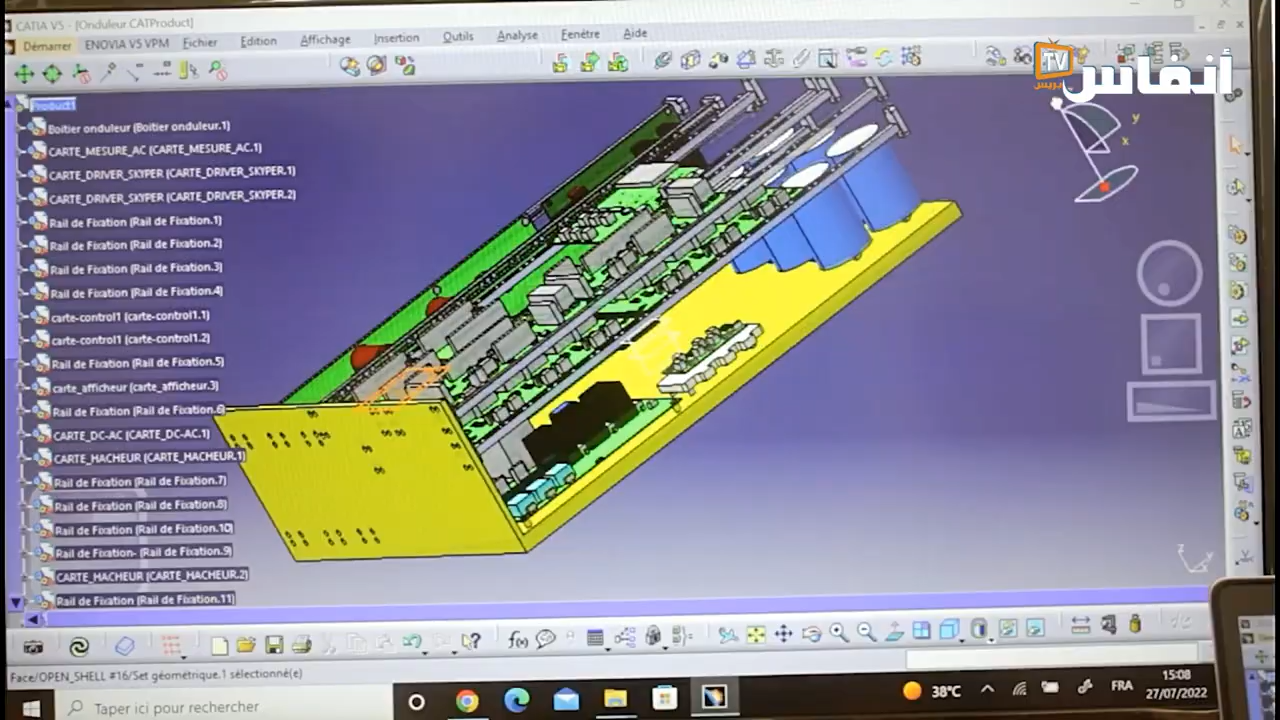 CATIA V5 - [Onduleur.CATProduct]
Démarrer ENOVIA V5 VPM Fichier Edition Affichage Insertion Outils Analyse Fenêtre Aide
TV
أنفاس
بريس
Product1
Boitier onduleur (Boitier onduleur.1)
CARTE_MESURE_AC (CARTE_MESURE_AC.1)
CARTE_DRIVER_SKYPER (CARTE_DRIVER_SKYPER.1)
CARTE_DRIVER_SKYPER (CARTE_DRIVER_SKYPER.2)
Rail de Fixation (Rail de Fixation.1)
Rail de Fixation (Rail de Fixation.2)
Rail de Fixation (Rail de Fixation.3)
Rail de Fixation (Rail de Fixation.4)
carte-control1 (carte-control1.1)
carte-control1 (carte-control1.2)
Rail de Fixation (Rail de Fixation.5)
carte_afficheur (carte_afficheur.3)
Rail de Fixation (Rail de Fixation.6)
CARTE_DC-AC (CARTE_DC-AC.1)
CARTE_HACHEUR (CARTE_HACHEUR.1)
Rail de Fixation (Rail de Fixation.7)
Rail de Fixation (Rail de Fixation.8)
Rail de Fixation (Rail de Fixation.10)
Rail de Fixation- (Rail de Fixation.9)
CARTE_HACHEUR (CARTE_HACHEUR.2)
Rail de Fixation (Rail de Fixation.11)
y
x
z
f(x)
Face/OPEN_SHELL #16/Set géometrique.1 sélectionné(e)
Taper ici pour rechercher
38°C
FRA
15:08
27/07/2022